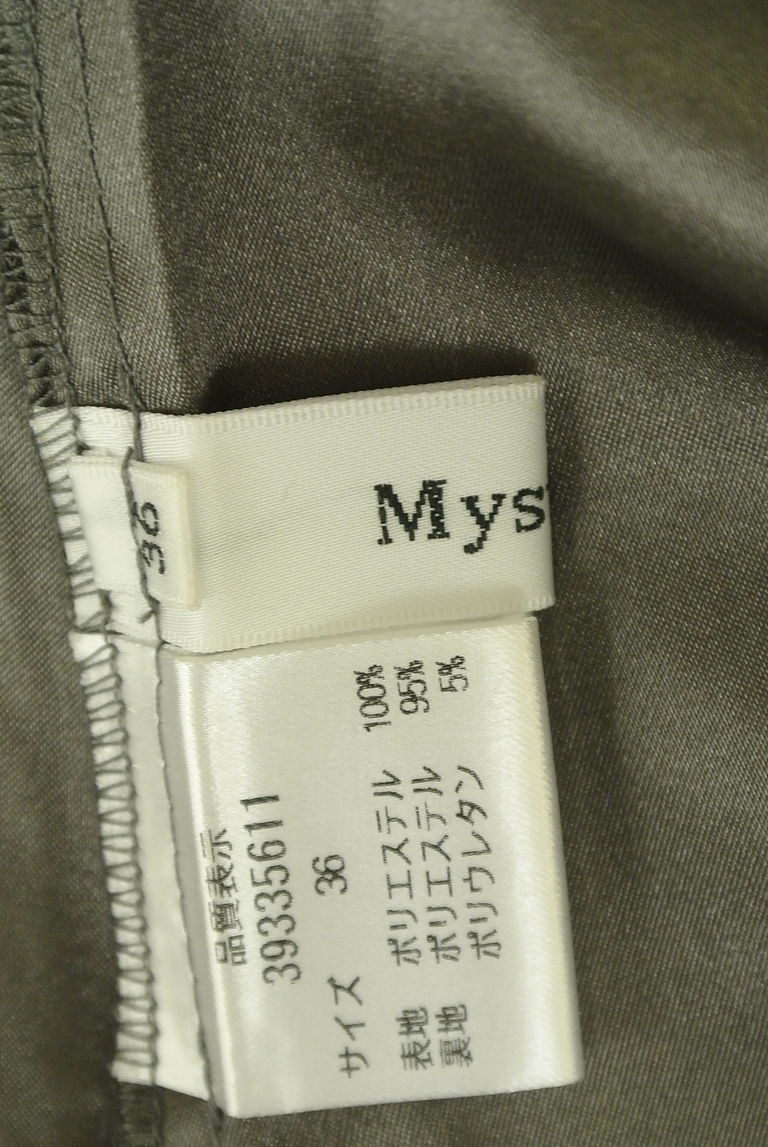 Mys
36
品質表示
39335611
サイズ 36
表地 ポリエステル 100%
裏地 ポリエステル 95%
ポリウレタン 5%